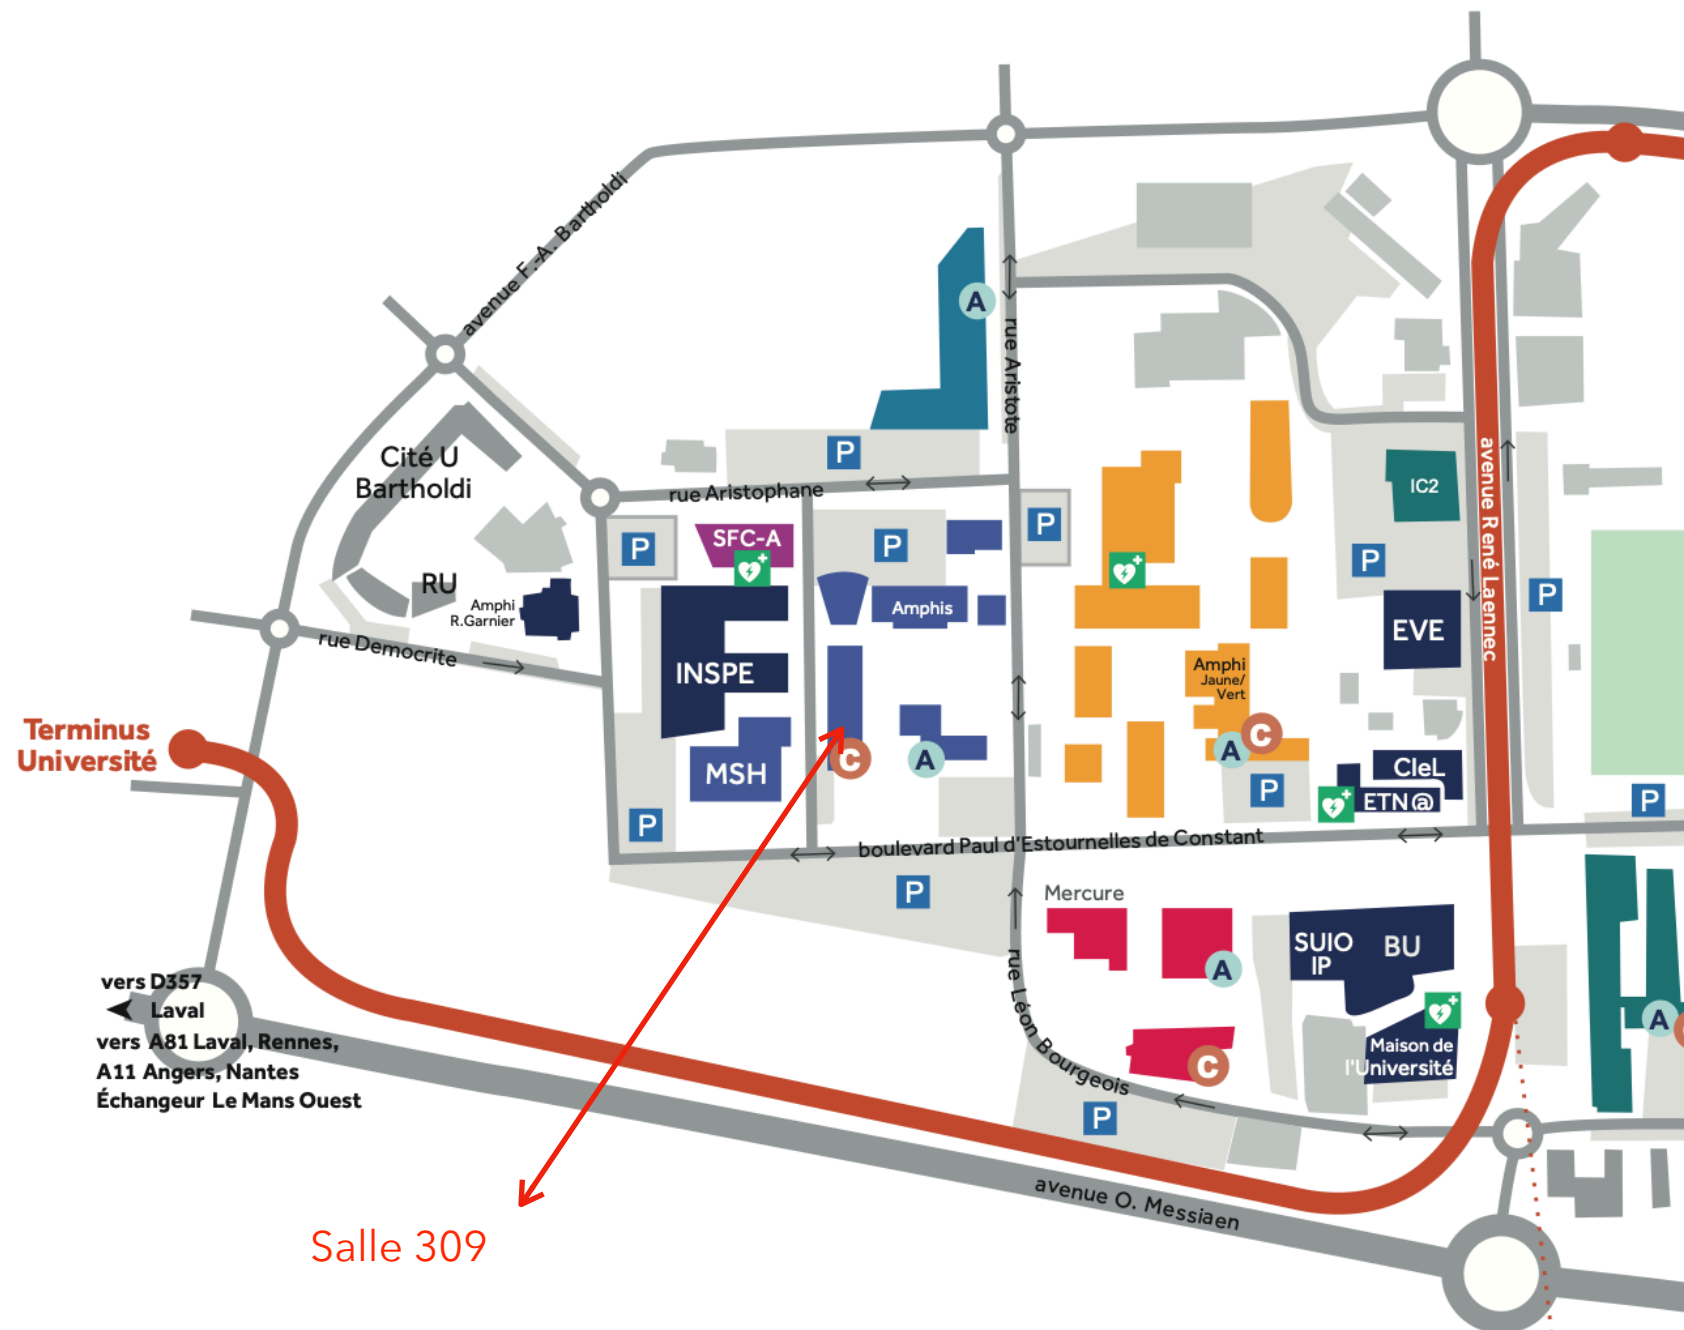 avenue F.-A. Bartholdi
A
rue Aristote
Cité U
Bartholdi
P
rue Aristophane
avenue René Laennec
IC2
P
SFC-A
P
P
P
P
RU
Amphi
R.Garnier
Amphis
EVE
rue Democrite
INSPE
Amphi
Jaune/
Vert
Terminus
Université
MSH
C
A
A
C
P
CIeL
ETN@
P
P
boulevard Paul d'Estournelles de Constant
P
Mercure
SUIO
IP
BU
A
rue Léon Bourgeois
vers D357
Laval
vers A81 Laval, Rennes,
A11 Angers, Nantes
Échangeur Le Mans Ouest
C
Maison de
l'Université
A
P
avenue O. Messiaen
Salle 309